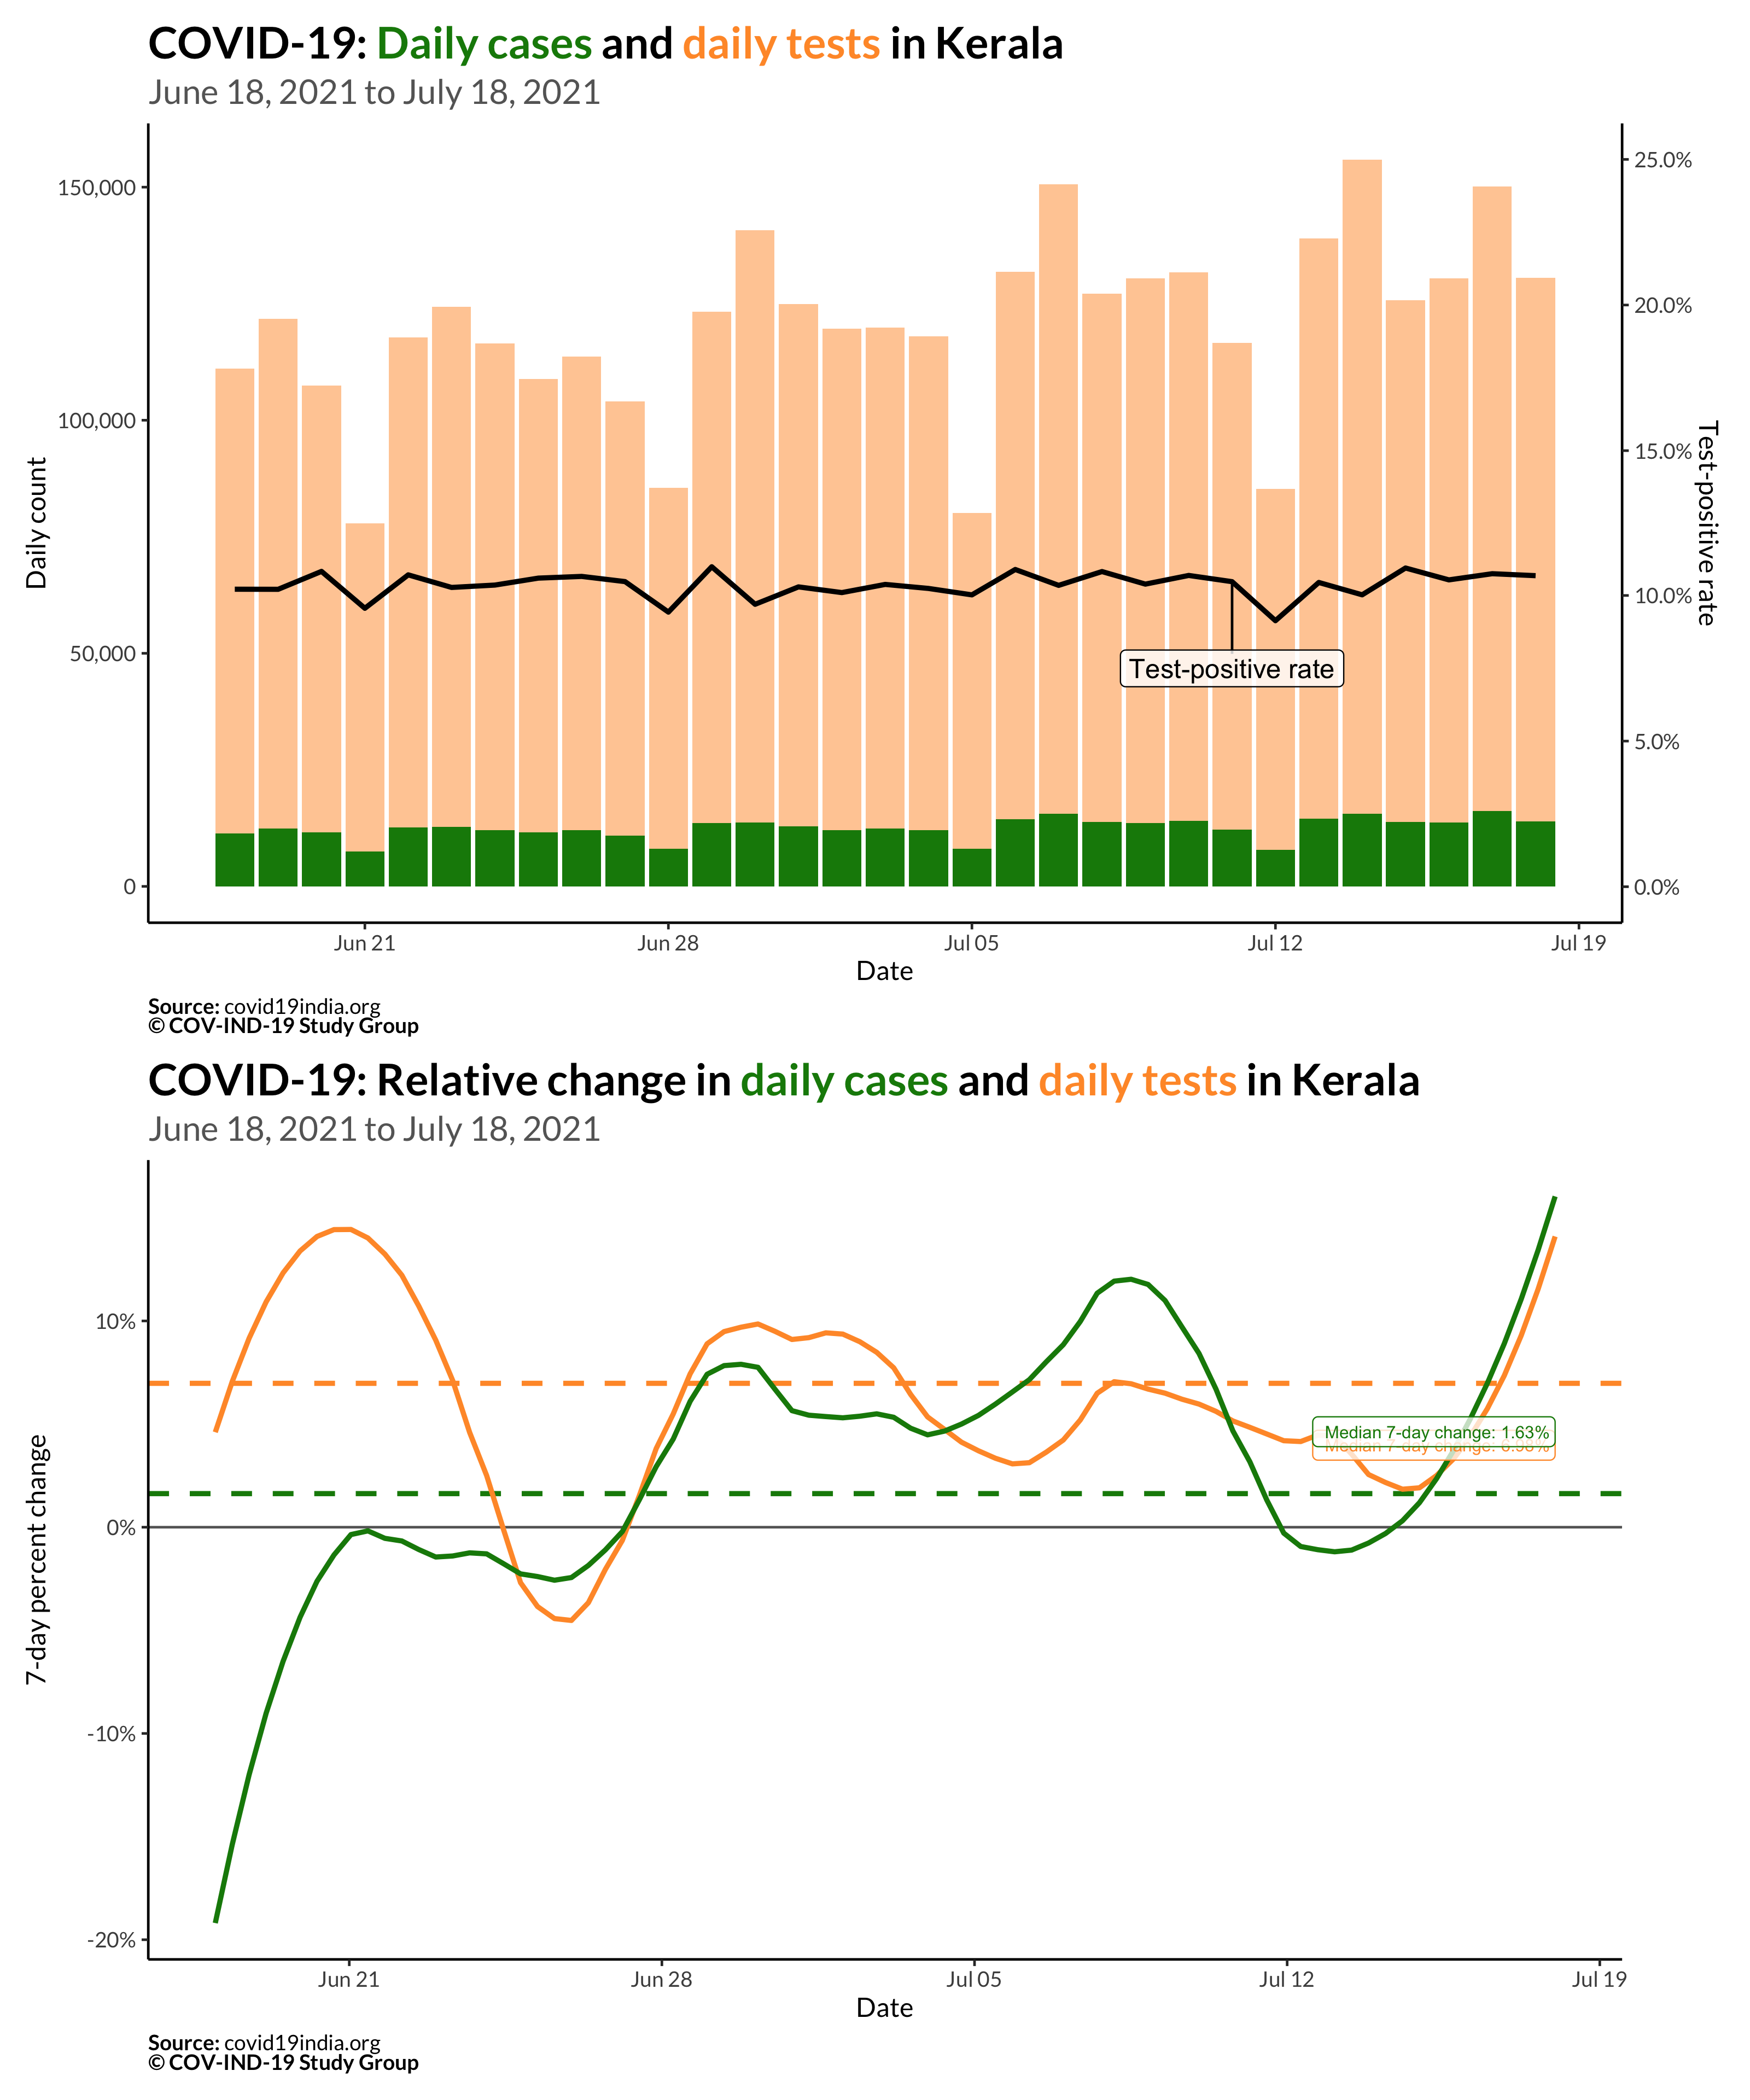 COVID-19: Daily cases and daily tests in Kerala
June 18, 2021 to July 18, 2021
150,000
100,000
50,000
0
Daily count
25.0%
20.0%
15.0%
10.0%
5.0%
0.0%
Test-positive rate
Test-positive rate
Jun 21
Jun 28
Jul 05
Jul 12
Jul 19
Date
Source: covid19india.org
© COV-IND-19 Study Group
COVID-19: Relative change in daily cases and daily tests in Kerala
June 18, 2021 to July 18, 2021
10%
0%
-10%
-20%
7-day percent change
Median 7-day change: 1.63%
Median 7-day change:
Jun 21
Jun 28
Jul 05
Jul 12
Jul 19
Date
Source: covid19india.org
© COV-IND-19 Study Group